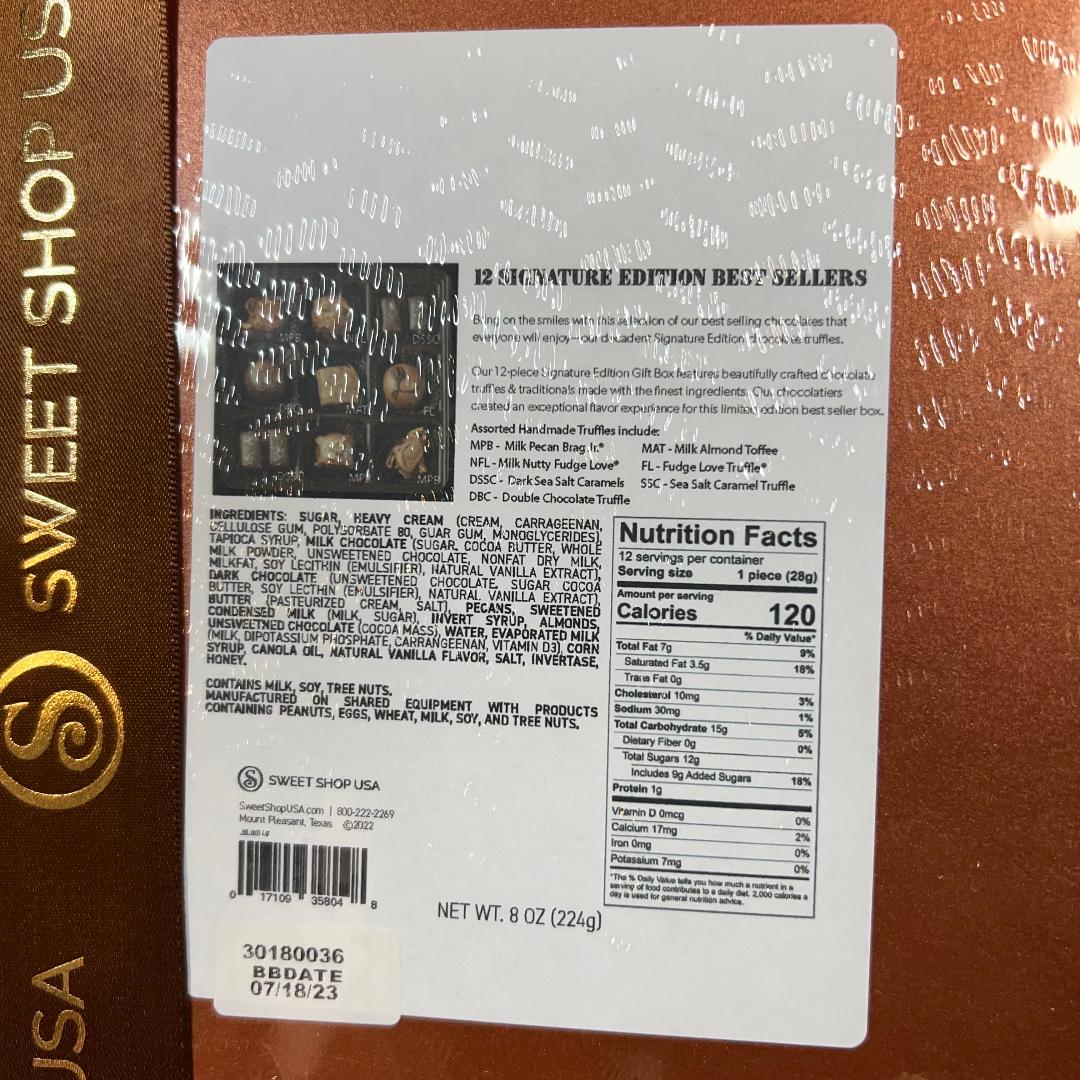 SWEET SHOP US
USA
12 SIGNATURE EDITION BEST SELLERS
Bring on the smiles with this selection of our best selling chocolates that
everyone will enjoy—our decadent Signature Edition chocolate truffles.
Our 12-piece Signature Edition Gift Box features beautifully crafted chocolate
truffles & traditionals made with the finest ingredients. Our chocolatiers
created an exceptional flavor experience for this limited edition best seller box.
Assorted Handmade Truffles include:
MPB - Milk Pecan Brag Jr.®
NFL - Milk Nutty Fudge Love®
DSSC - Dark Sea Salt Caramels
DBC - Double Chocolate Truffle
MAT - Milk Almond Toffee
FL - Fudge Love Truffle®
SSC - Sea Salt Caramel Truffle
MPB
DSSC
MAT
FL
DSSC
MPB
INGREDIENTS: SUGAR, HEAVY CREAM (CREAM, CARRAGEENAN,
CELLULOSE GUM, POLYSORBATE 80, GUAR GUM, MONOGLYCERIDES),
TAPIOCA SYRUP, MILK CHOCOLATE (SUGAR, COCOA BUTTER, WHOLE
MILK POWDER, UNSWEETENED CHOCOLATE, NONFAT DRY MILK,
MILKFAT, SOY LECITHIN (EMULSIFIER), NATURAL VANILLA EXTRACT),
DARK CHOCOLATE (UNSWEETENED CHOCOLATE, SUGAR COCOA
BUTTER, SOY LECTHIN (EMULSIFIER), NATURAL VANILLA EXTRACT),
BUTTER (PASTEURIZED CREAM, SALT), PECANS, SWEETENED
CONDENSED MILK (MILK, SUGAR), INVERT SYRUP, ALMONDS,
UNSWEETNED CHOCOLATE (COCOA MASS), WATER, EVAPORATED MILK
(MILK, DIPOTASSIUM PHOSPHATE, CARRANGEENAN, VITAMIN D3), CORN
SYRUP, CANOLA OIL, NATURAL VANILLA FLAVOR, SALT, INVERTASE,
HONEY.
CONTAINS MILK, SOY, TREE NUTS.
MANUFACTURED ON SHARED EQUIPMENT WITH PRODUCTS
CONTAINING PEANUTS, EGGS, WHEAT, MILK, SOY, AND TREE NUTS.
Nutrition Facts
12 servings per container
Serving size 1 piece (28g)
Amount per serving
Calories 120
% Daily Value*
Total Fat 7g 9%
Saturated Fat 3.5g 18%
Trans Fat 0g
Cholesterol 10mg 3%
Sodium 30mg 1%
Total Carbohydrate 15g 5%
Dietary Fiber 0g 0%
Total Sugars 12g
Includes 9g Added Sugars 18%
Protein 1g
Vitamin D 0mcg 0%
Calcium 17mg 2%
Iron 0mg 0%
Potassium 7mg 0%
*The % Daily Value tells you how much a nutrient in a
serving of food contributes to a daily diet. 2,000 calories a
day is used for general nutrition advice.
SWEET SHOP USA
SweetShopUSA.com | 800-222-2269
Mount Pleasant, Texas ©2022
0 17109 35804 8
NET WT. 8 OZ (224g)
30180036
BBDATE
07/18/23